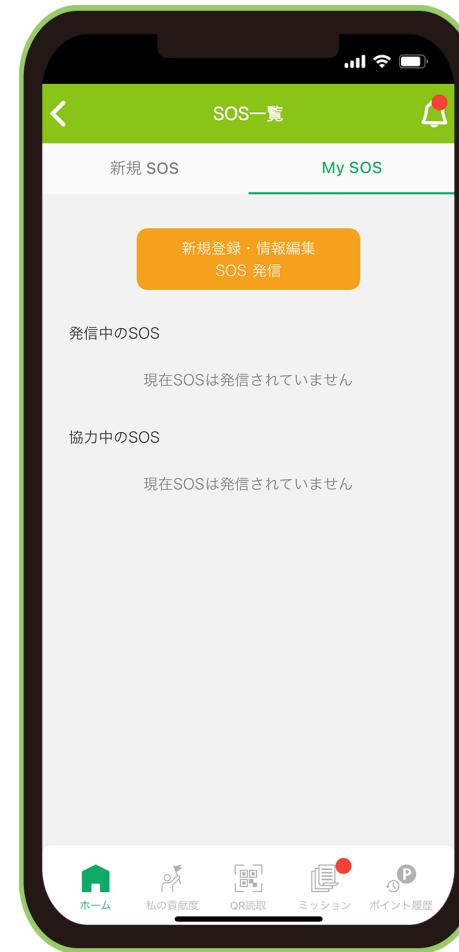 SOS一覧
新規 SOS
My SOS
新規登録・情報編集
SOS 発信
発信中のSOS
現在SOSは発信されていません
協力中のSOS
現在SOSは発信されていません
P
ホーム
私の貢献度
QR読取
ミッション
ポイント履歴